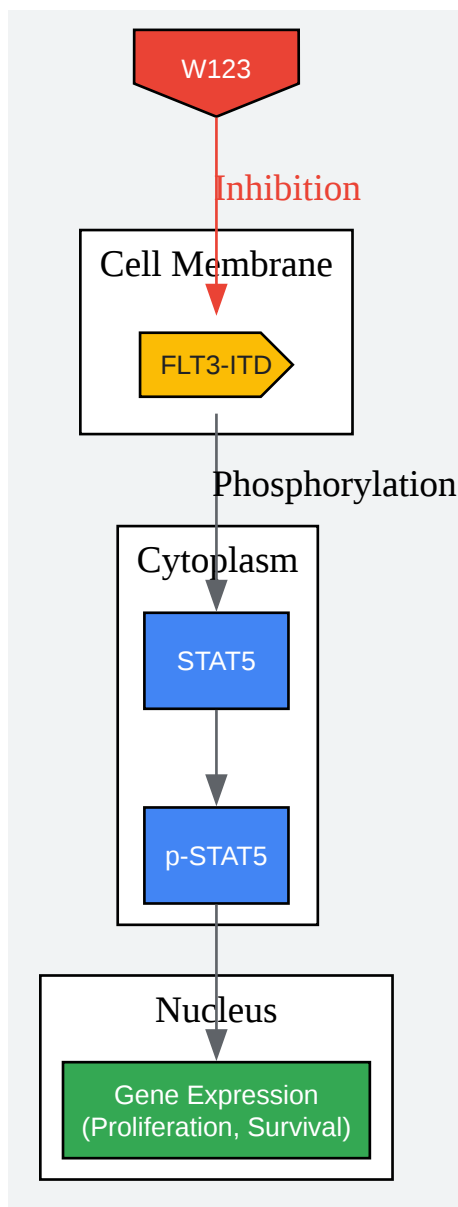 W123
Inhibition
Cell Membrane
FLT3-ITD
Phosphorylation
Cytoplasm
STAT5
p-STAT5
Nucleus
Gene Expression
(Proliferation, Survival)